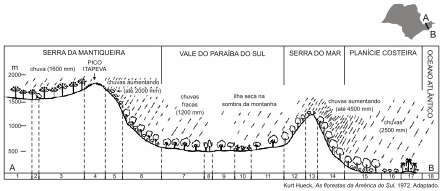 A
B
SERRA DA MANTIQUEIRA
VALE DO PARAÍBA DO SUL
SERRA DO MAR
PLANÍCIE COSTEIRA
OCEANO ATLÂNTICO
m
chuva (1600 mm)
PICO
ITAPEVA
chuvas aumentando
(até 2000 mm)
chuvas
fracas
(1200 mm)
ilha seca na
sombra da montanha
chuvas aumentando
(até 4500 mm)
chuvas
(2500 mm)
2000
1500
1000
500
A
B
1 2 3 4 5 6 7 8 9 10 11 12 13 14 15 16 17 18
Kurt Hueck. As florestas da América do Sul, 1972. Adaptado.